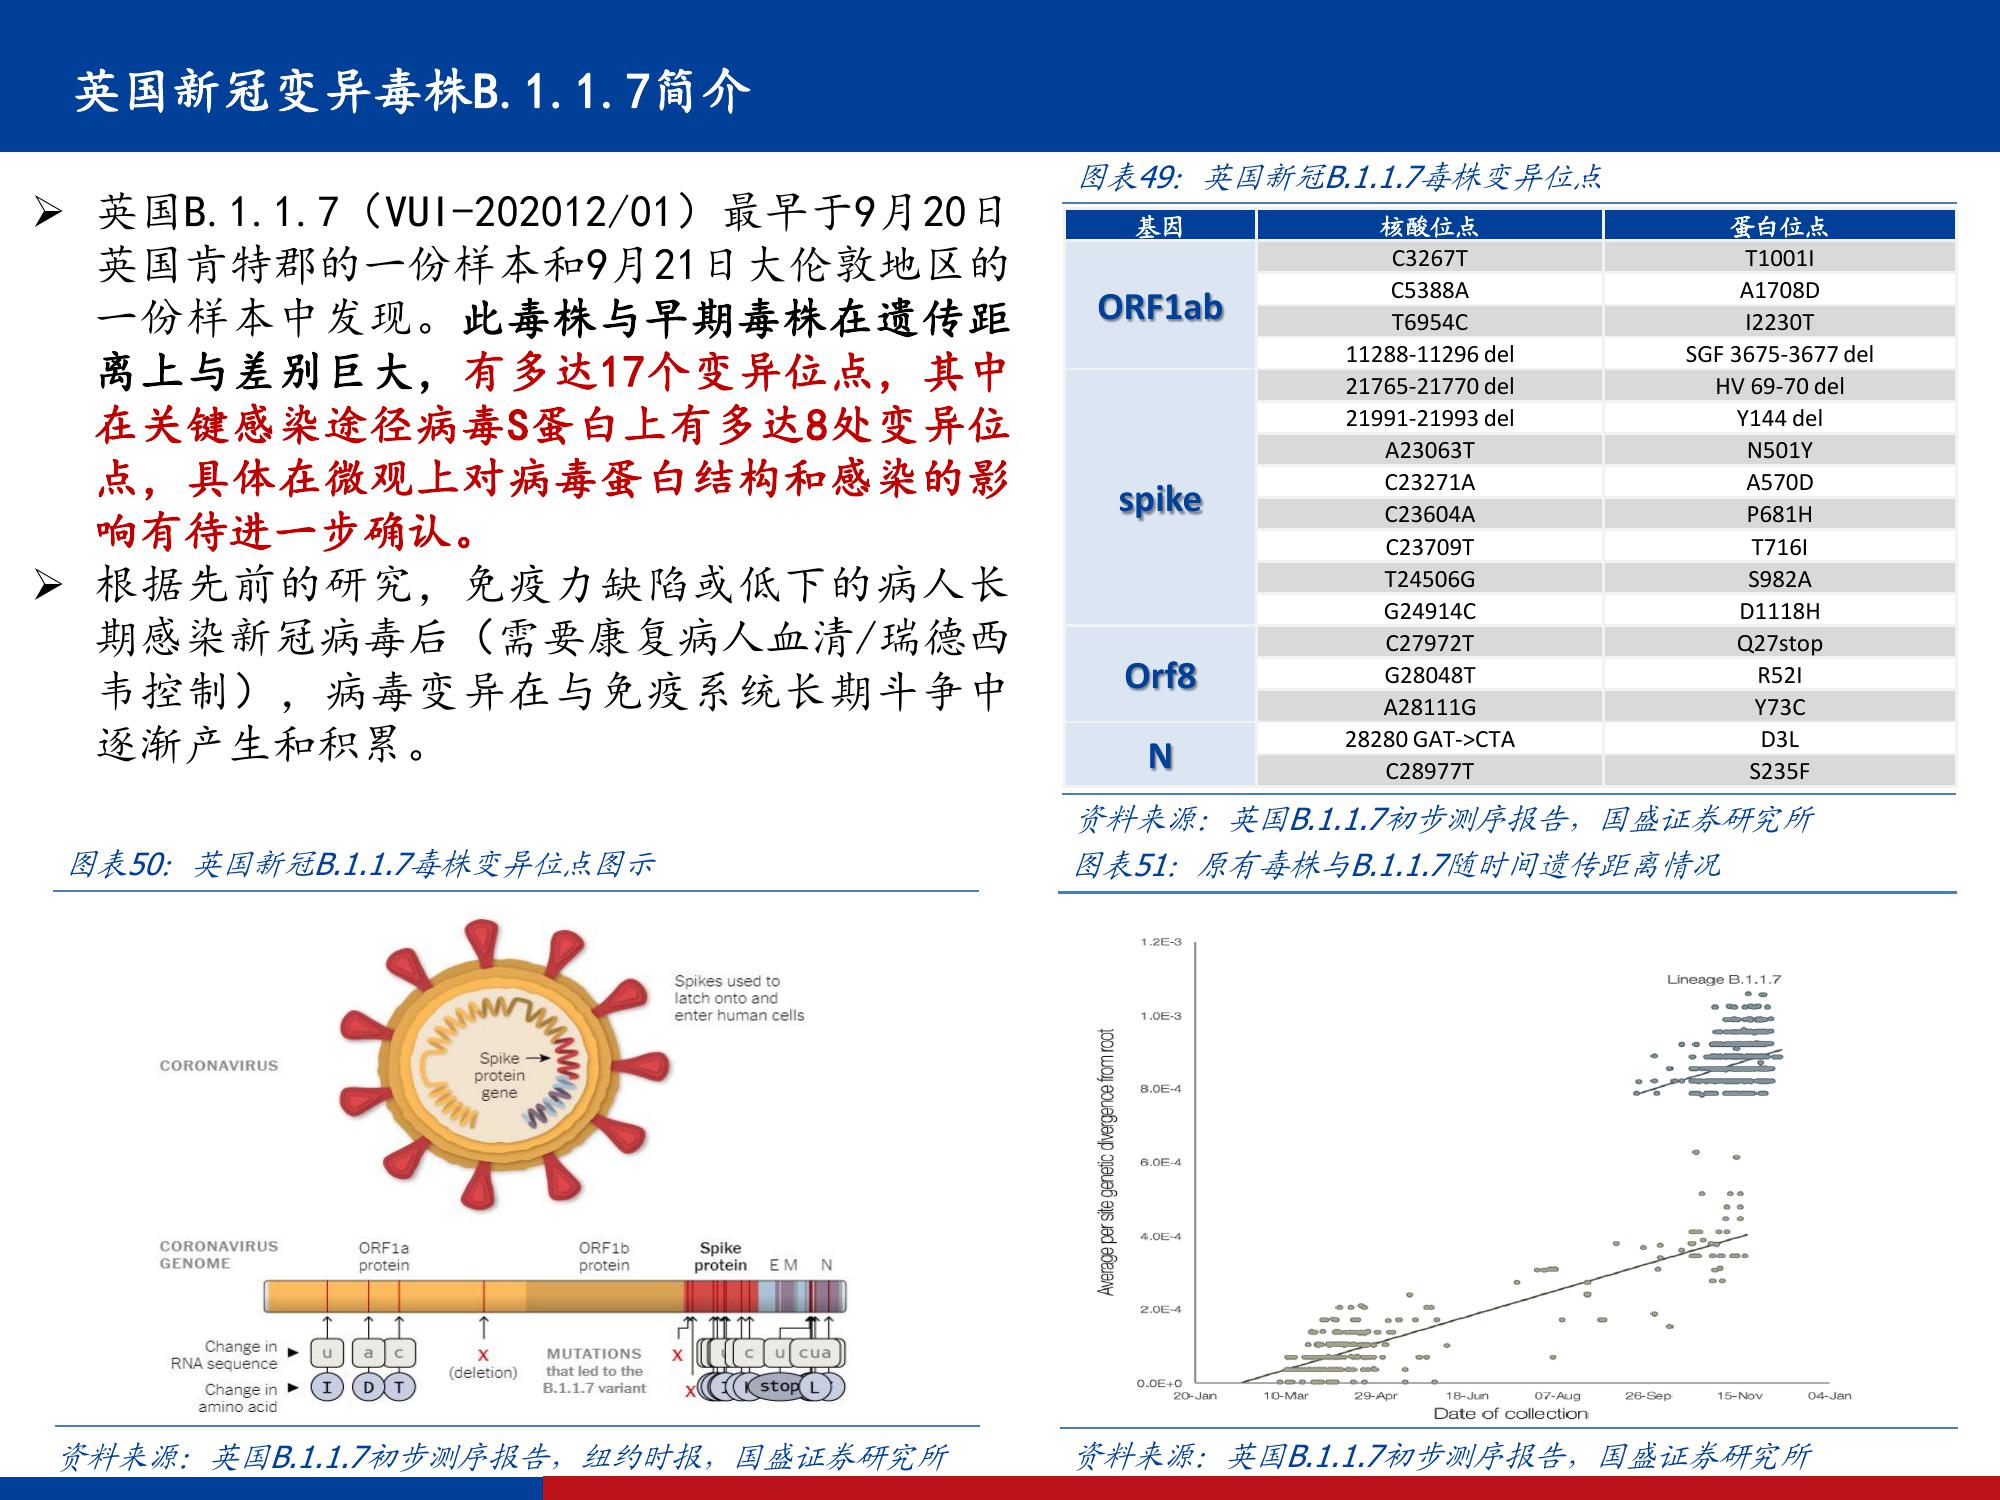 英国新冠变异毒株B.1.1.7简介
➢ 英国B.1.1.7（VUI-202012/01）最早于9月20日
英国肯特郡的一份样本和9月21日大伦敦地区的
一份样本中发现。此毒株与早期毒株在遗传距
离上与差别巨大，有多达17个变异位点，其中
在关键感染途径病毒S蛋白上有多达8处变异位
点，具体在微观上对病毒蛋白结构和感染的影
响有待进一步确认。
➢ 根据先前的研究，免疫力缺陷或低下的病人长
期感染新冠病毒后（需要康复病人血清/瑞德西
韦控制），病毒变异在与免疫系统长期斗争中
逐渐产生和积累。
图表49：英国新冠B.1.1.7毒株变异位点
基因 核酸位点 蛋白位点
ORF1ab
C3267T T1001I
C5388A A1708D
T6954C I2230T
11288-11296 del SGF 3675-3677 del
spike
21765-21770 del HV 69-70 del
21991-21993 del Y144 del
A23063T N501Y
C23271A A570D
C23604A P681H
C23709T T716I
T24506G S982A
G24914C D1118H
Orf8
C27972T Q27stop
G28048T R52I
A28111G Y73C
N
28280 GAT->CTA D3L
C28977T S235F
资料来源：英国B.1.1.7初步测序报告，国盛证券研究所
图表50：英国新冠B.1.1.7毒株变异位点图示
Spikes used to
latch onto and
enter human cells
CORONAVIRUS
Spike
protein
gene
CORONAVIRUS
GENOME
ORF1a
protein
ORF1b
protein
Spike
protein
E M N
Change in
RNA sequence
u a c
X
(deletion)
MUTATIONS
that led to the
B.1.1.7 variant
X
c u cua
Change in
amino acid
I D T
X
I stop L
资料来源：英国B.1.1.7初步测序报告，纽约时报，国盛证券研究所
图表51：原有毒株与B.1.1.7随时间遗传距离情况
Average per site genetic divergence from root
1.2E-3
1.0E-3
8.0E-4
6.0E-4
4.0E-4
2.0E-4
0.0E+0
Lineage B.1.1.7
20-Jan 10-Mar 29-Apr 18-Jun 07-Aug 26-Sep 15-Nov 04-Jan
Date of collection
资料来源：英国B.1.1.7初步测序报告，国盛证券研究所